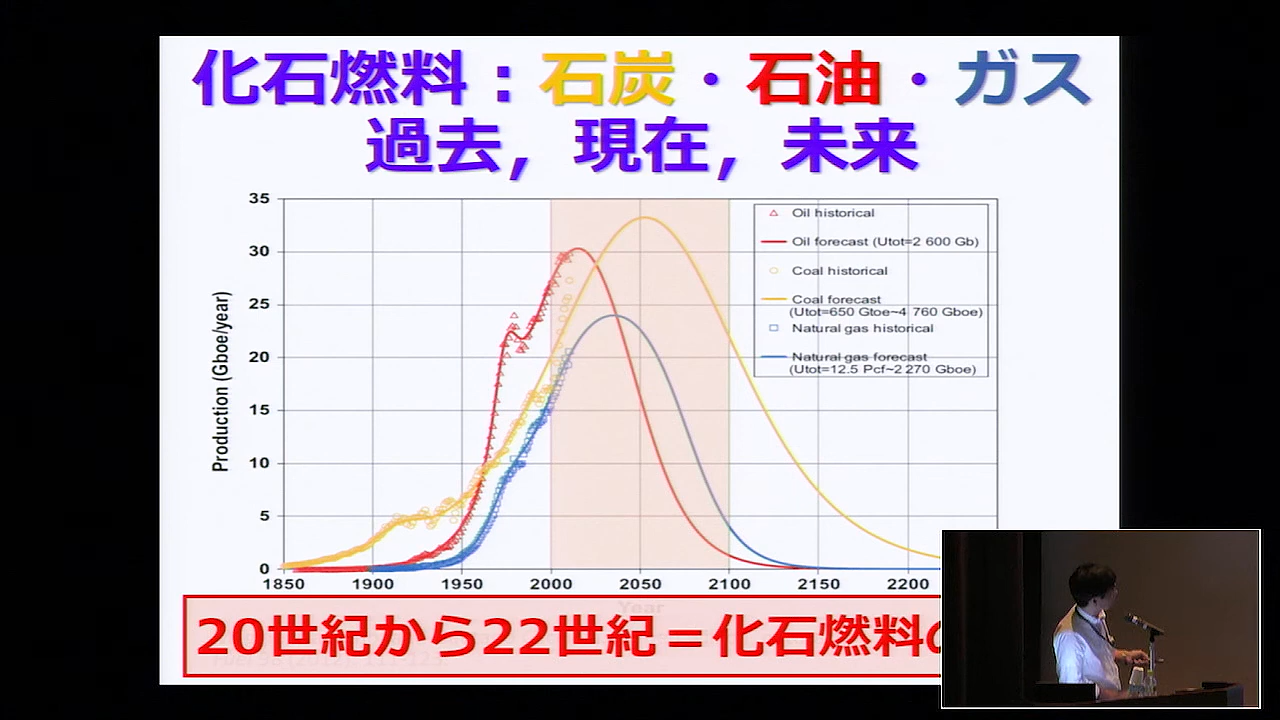 化石燃料：石炭・石油・ガス
過去，現在，未来
35
30
25
20
15
10
5
0
Production (Gboe/year)
Oil historical
Oil forecast (Utot=2 600 Gb)
Coal historical
Coal forecast
(Utot=650 Gtoe~4 760 Gboe)
Natural gas historical
Natural gas forecast
(Utot=12.5 Pcf~2 270 Gboe)
1850 1900 1950 2000 2050 2100 2150 2200
Year
20世紀から22世紀＝化石燃料の